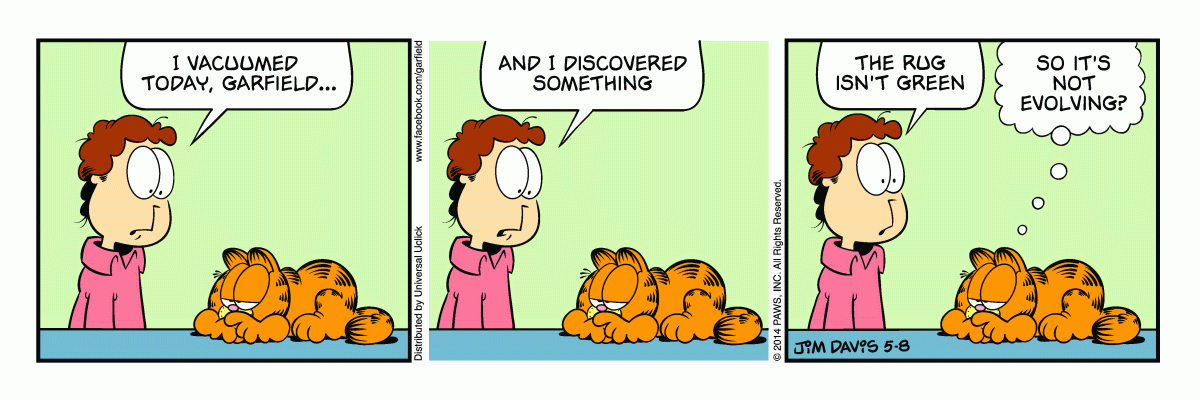 I VACUUMED
TODAY, GARFIELD...
www.facebook.com/garfield
Distributed by Universal Uclick
AND I DISCOVERED
SOMETHING
© 2014 PAWS, INC. All Rights Reserved.
THE RUG
ISN'T GREEN
SO IT'S
NOT
EVOLVING?
JIM DAVIS 5-8